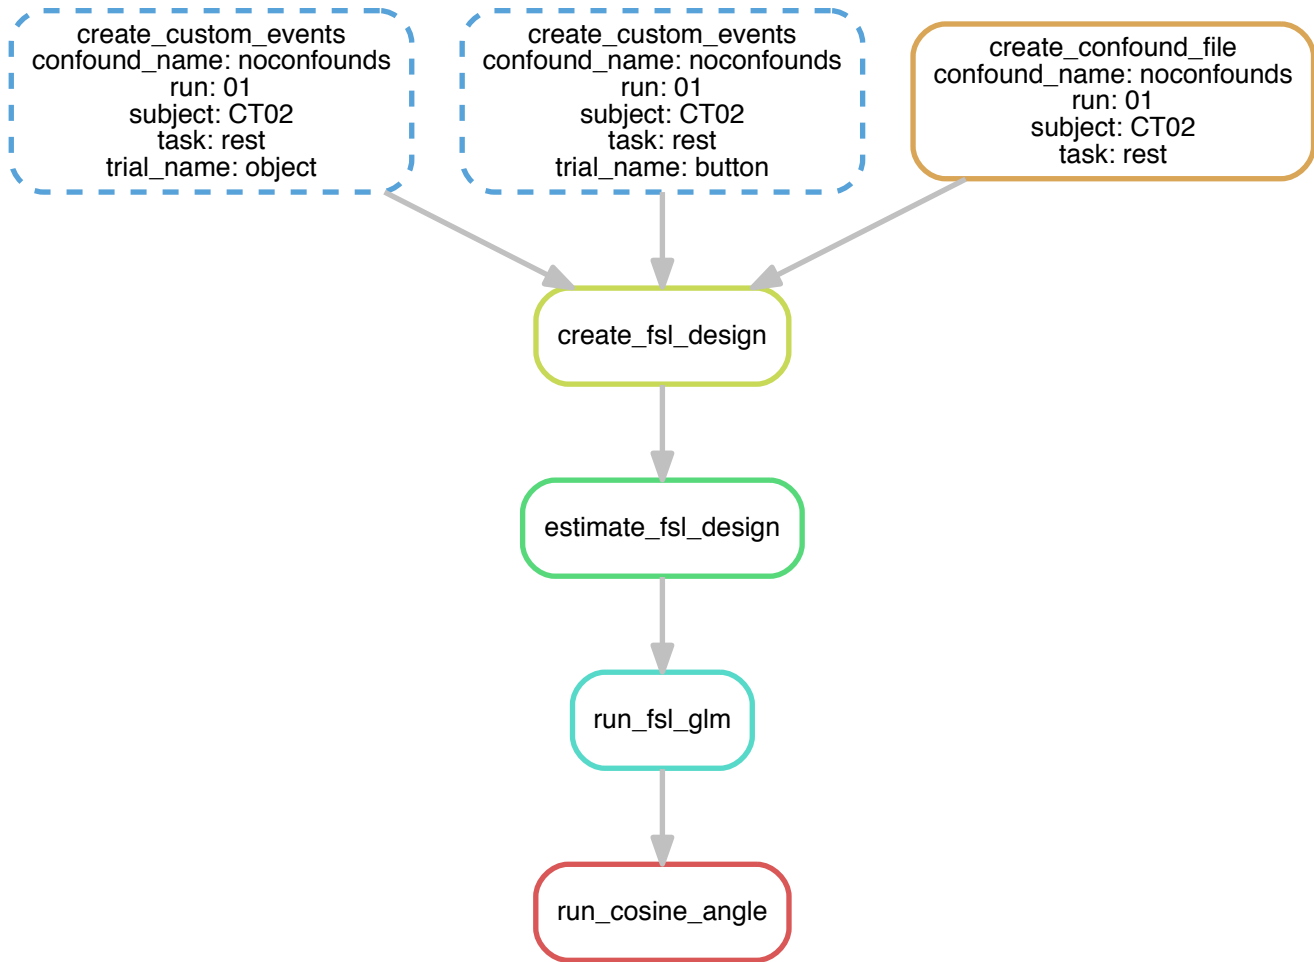 create_custom_events
confound_name: noconfounds
run: 01
subject: CT02
task: rest
trial_name: object
create_custom_events
confound_name: noconfounds
run: 01
subject: CT02
task: rest
trial_name: button
create_confound_file
confound_name: noconfounds
run: 01
subject: CT02
task: rest
create_fsl_design
estimate_fsl_design
run_fsl_glm
run_cosine_angle